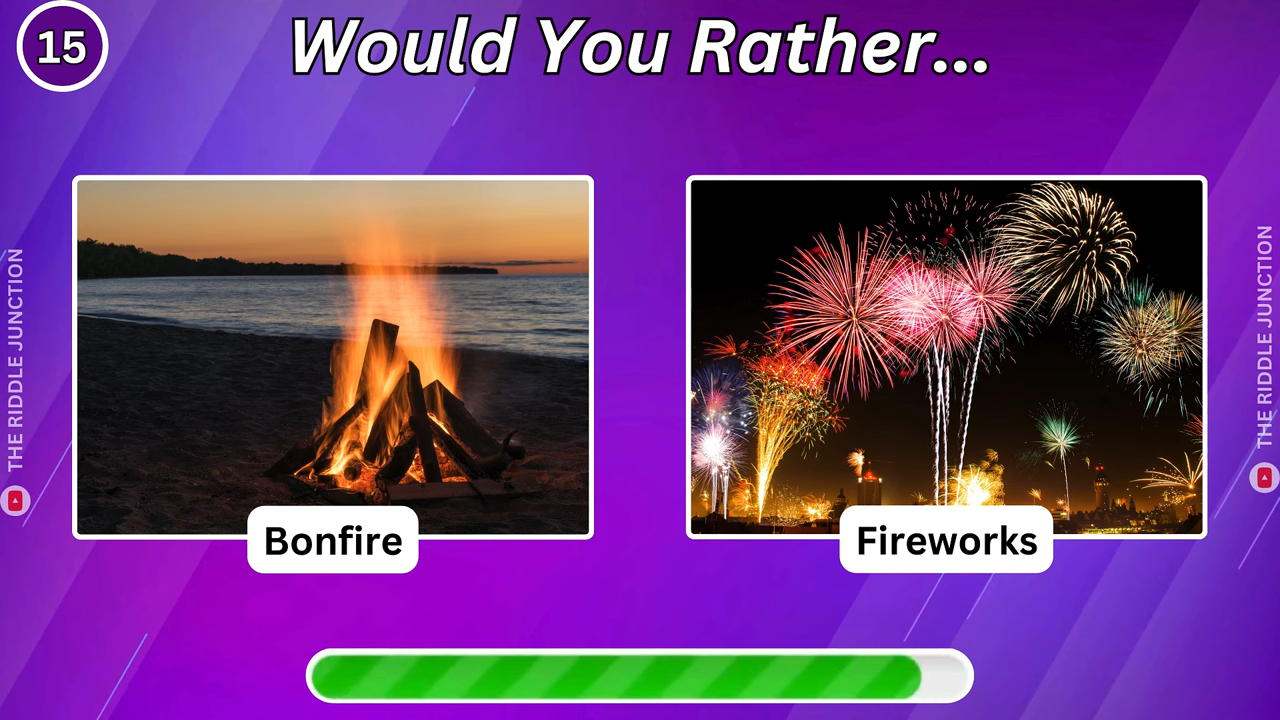 15
Would You Rather...
THE RIDDLE JUNCTION
THE RIDDLE JUNCTION
Bonfire
Fireworks